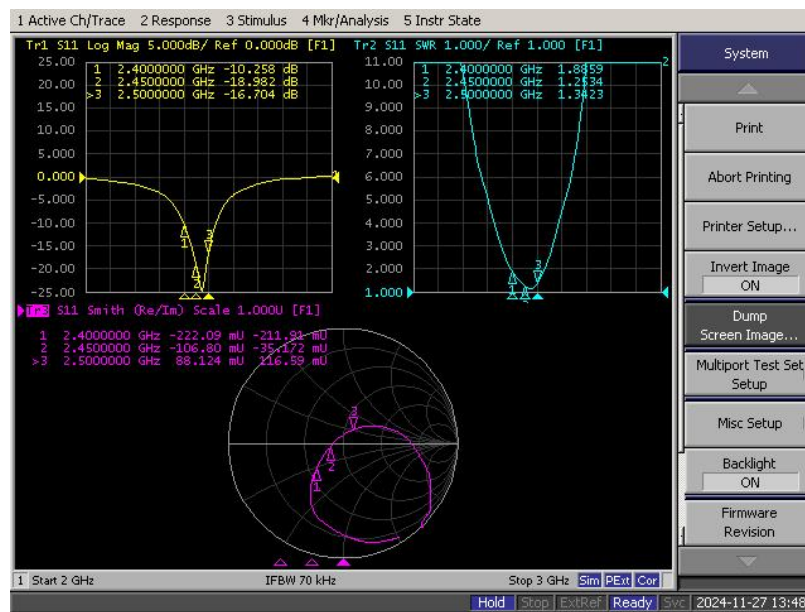 1 Active Ch/Trace 2 Response 3 Stimulus 4 Mkr/Analysis 5 Instr State
Tr1 S11 Log Mag 5.000dB/ Ref 0.000dB [F1]
25.00
20.00
15.00
10.00
5.000
0.000
-5.000
-10.00
-15.00
-20.00
-25.00
1 2.4000000 GHz -10.258 dB
2 2.4500000 GHz -18.982 dB
>3 2.5000000 GHz -16.704 dB
1
2
3
Tr2 S11 SWR 1.000/ Ref 1.000 [F1]
11.00
10.00
9.000
8.000
7.000
6.000
5.000
4.000
3.000
2.000
1.000
1 2.4000000 GHz 1.8859
2 2.4500000 GHz 1.2534
>3 2.5000000 GHz 1.3423
2
1
3
Tr3 S11 Smith (Re/Im) Scale 1.000U [F1]
1 2.4000000 GHz -222.09 mU -211.91 mU
2 2.4500000 GHz -106.80 mU -35.172 mU
>3 2.5000000 GHz 88.124 mU 116.59 mU
3
2
1
1 Start 2 GHz IFBW 70 kHz Stop 3 GHz Sim PExt Cor
Hold Stop ExtRef Ready Svc 2024-11-27 13:48
System
Print
Abort Printing
Printer Setup...
Invert Image
ON
Dump
Screen Image...
Multiport Test Set
Setup
Misc Setup
Backlight
ON
Firmware
Revision